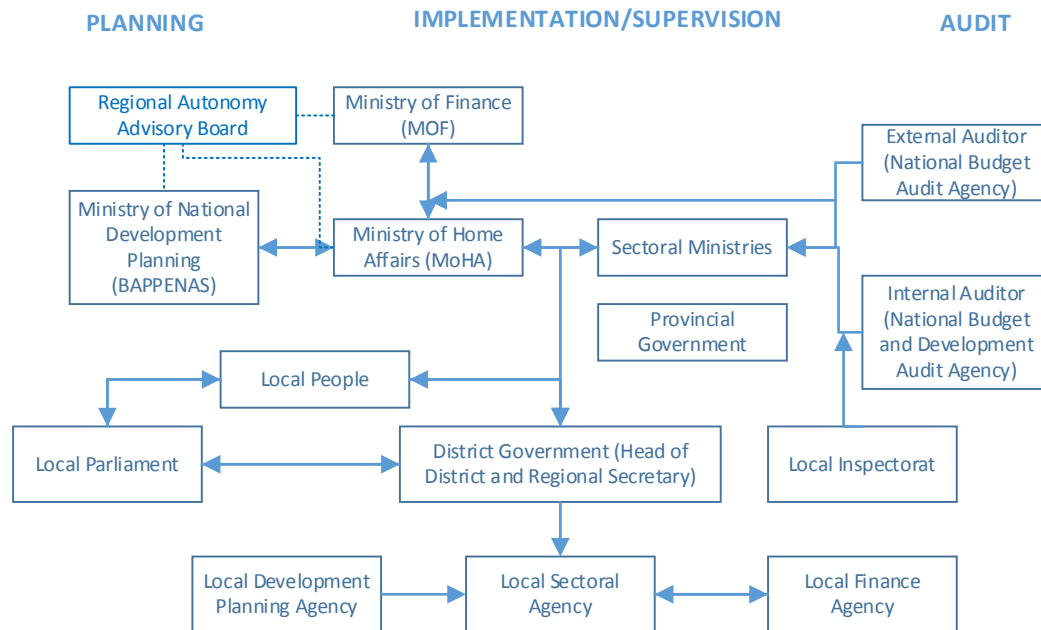 PLANNING
IMPLEMENTATION/SUPERVISION
AUDIT
Regional Autonomy
Advisory Board
Ministry of Finance
(MOF)
External Auditor
(National Budget
Audit Agency)
Ministry of National
Development
Planning
(BAPPENAS)
Ministry of Home
Affairs (MoHA)
Sectoral Ministries
Internal Auditor
(National Budget
and Development
Audit Agency)
Provincial
Government
Local People
Local Parliament
District Government (Head of
District and Regional Secretary)
Local Inspectorat
Local Development
Planning Agency
Local Sectoral
Agency
Local Finance
Agency